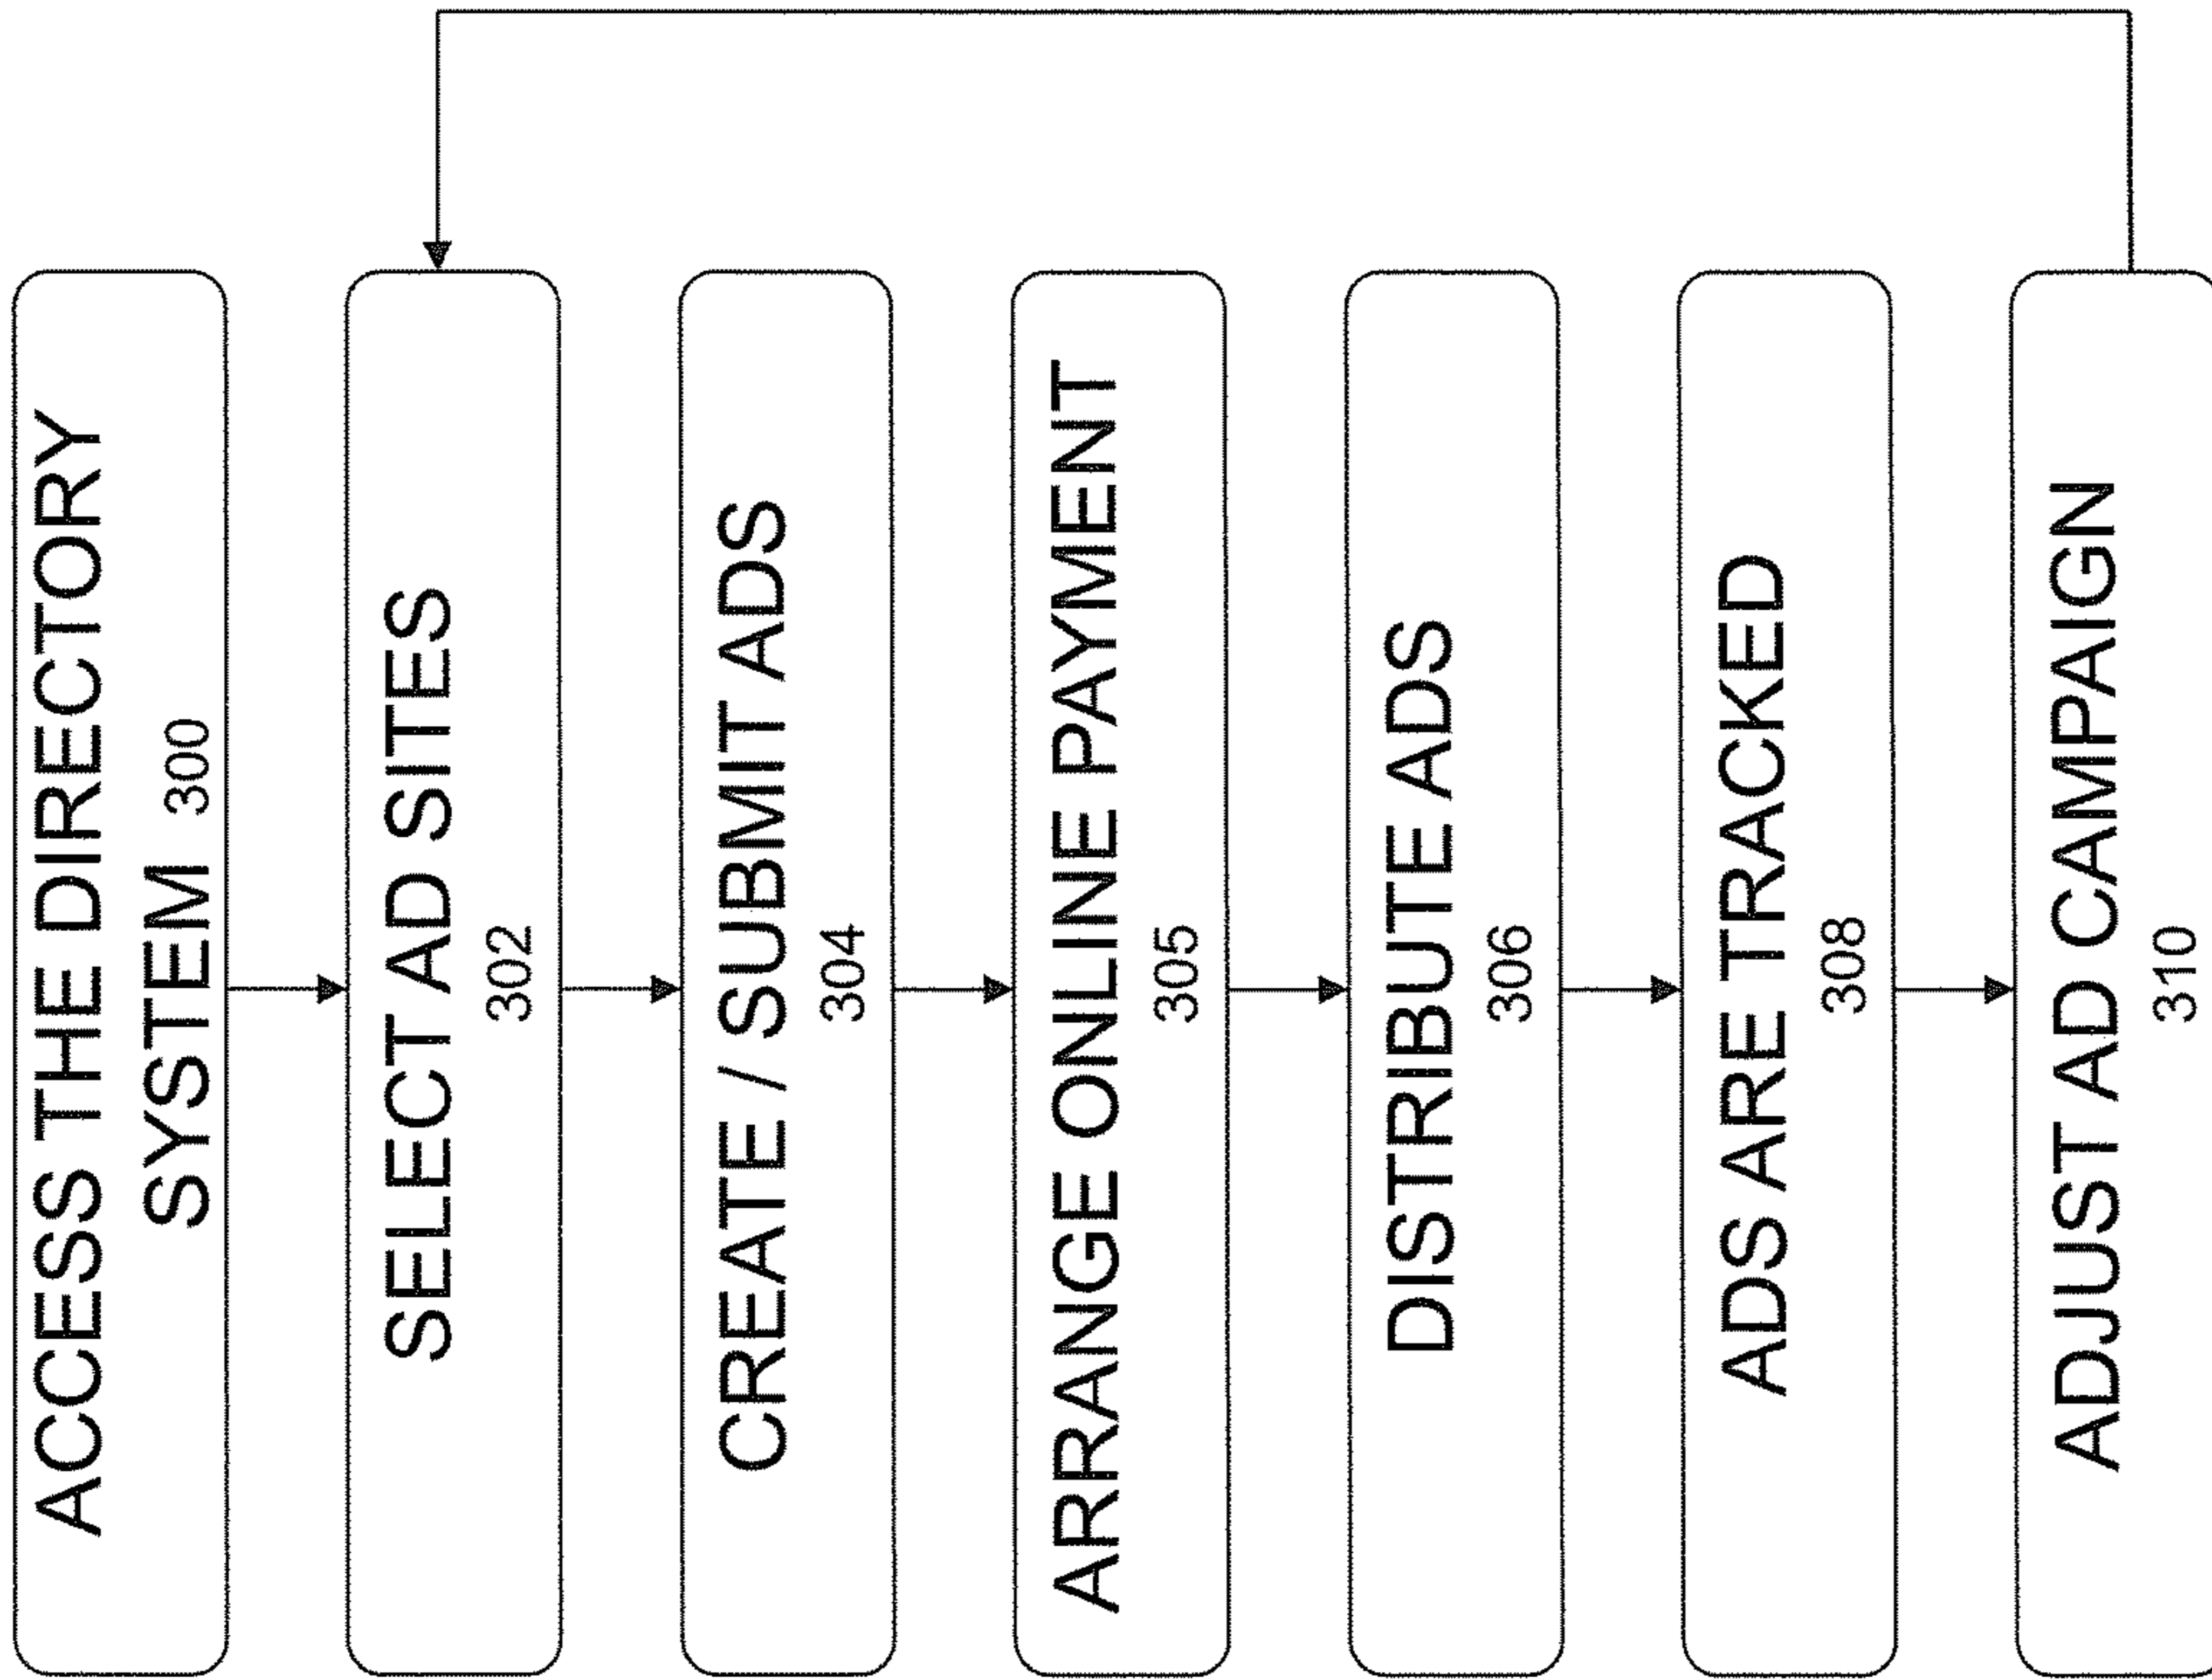 ACCESS THE DIRECTORY
SYSTEM 300
SELECT AD SITES
302
CREATE / SUBMIT ADS
304
ARRANGE ONLINE PAYMENT
305
DISTRIBUTE ADS
306
ADS ARE TRACKED
308
ADJUST AD CAMPAIGN
310